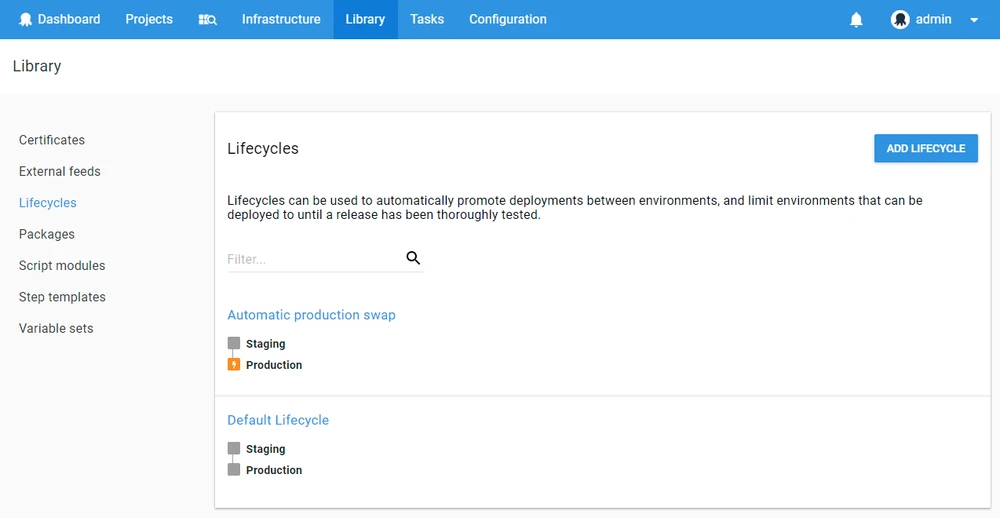 Dashboard Projects Infrastructure Library Tasks Configuration admin
Library
Certificates
External feeds
Lifecycles
Packages
Script modules
Step templates
Variable sets
Lifecycles
ADD LIFECYCLE
Lifecycles can be used to automatically promote deployments between environments, and limit environments that can be
deployed to until a release has been thoroughly tested.
Filter...
Automatic production swap
Staging
Production
Default Lifecycle
Staging
Production